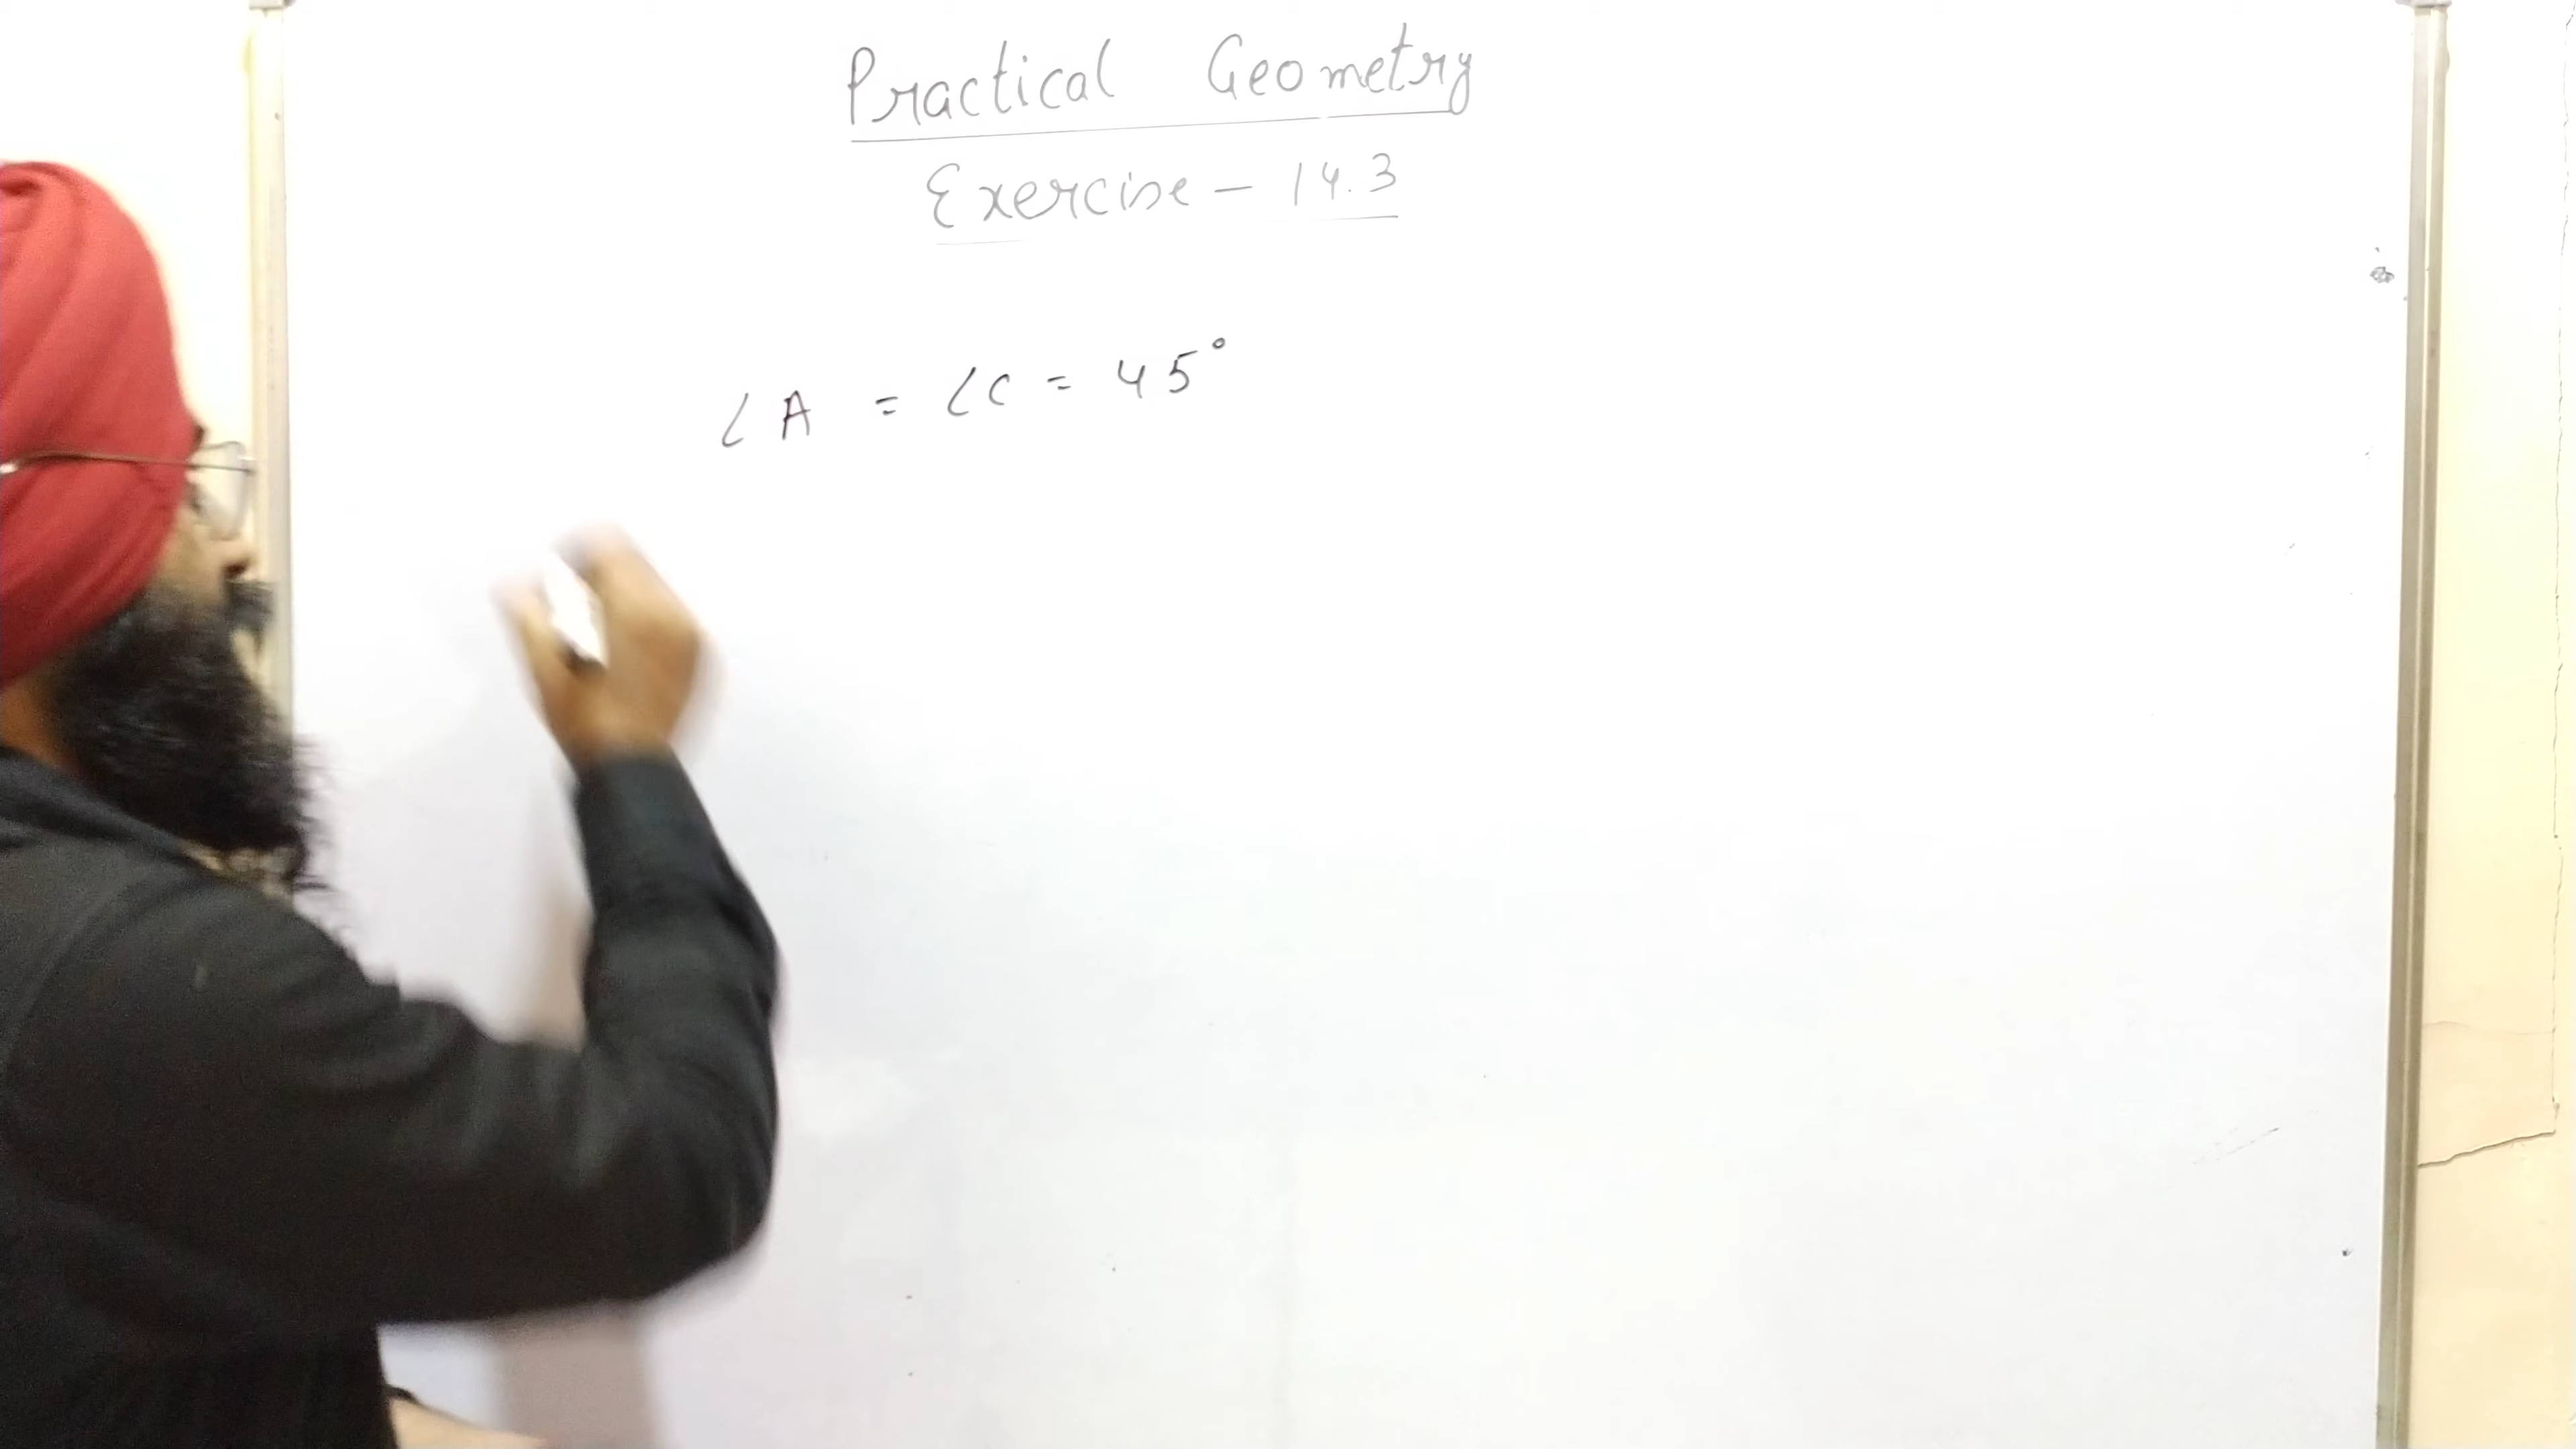 Practical Geometry
Exercise - 14.3
∠A = ∠C = 45°